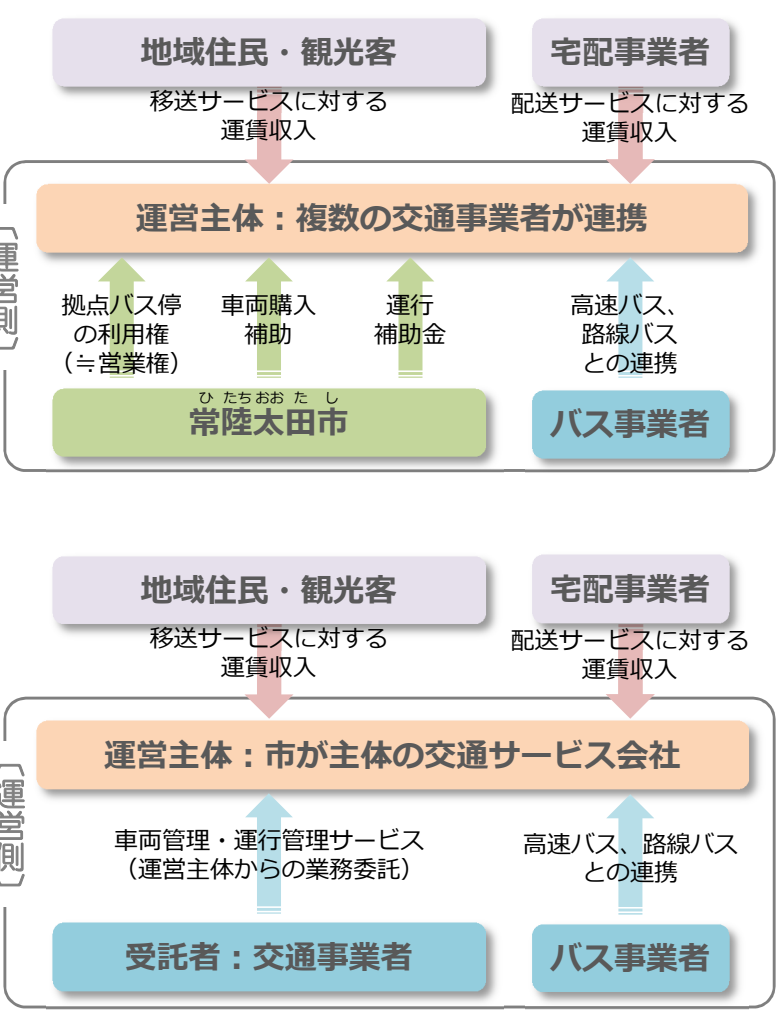 地域住民・観光客
宅配事業者
移送サービスに対する
運賃収入
配送サービスに対する
運賃収入
運営主体：複数の交通事業者が連携
〔運営側〕
拠点バス停
の利用権
（≒営業権）
車両購入
補助
運行
補助金
高速バス、
路線バス
との連携
ひたちおおたし
常陸太田市
バス事業者
地域住民・観光客
宅配事業者
移送サービスに対する
運賃収入
配送サービスに対する
運賃収入
運営主体：市が主体の交通サービス会社
〔運営側〕
車両管理・運行管理サービス
（運営主体からの業務委託）
高速バス、路線バス
との連携
受託者：交通事業者
バス事業者